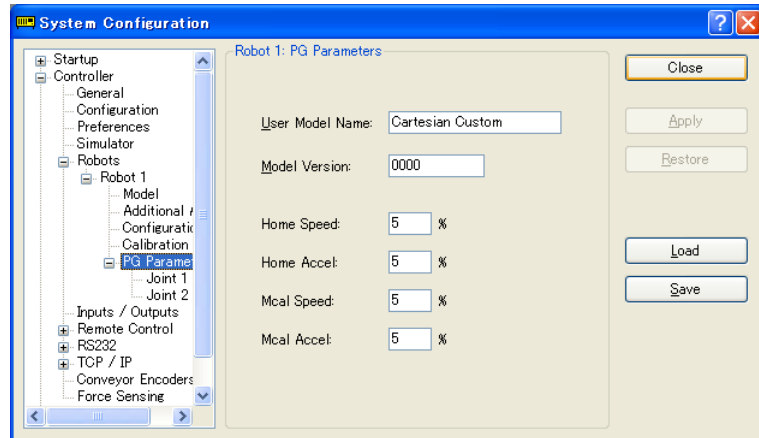 System Configuration
Startup
Controller
General
Configuration
Preferences
Simulator
Robots
Robot 1
Model
Additional
Configuratio
Calibration
PG Paramet
Joint 1
Joint 2
Inputs / Outputs
Remote Control
RS232
TCP / IP
Conveyor Encoders
Force Sensing
Robot 1: PG Parameters
User Model Name: Cartesian Custom
Model Version: 0000
Home Speed: 5 %
Home Accel: 5 %
Mcal Speed: 5 %
Mcal Accel: 5 %
Close
Apply
Restore
Load
Save